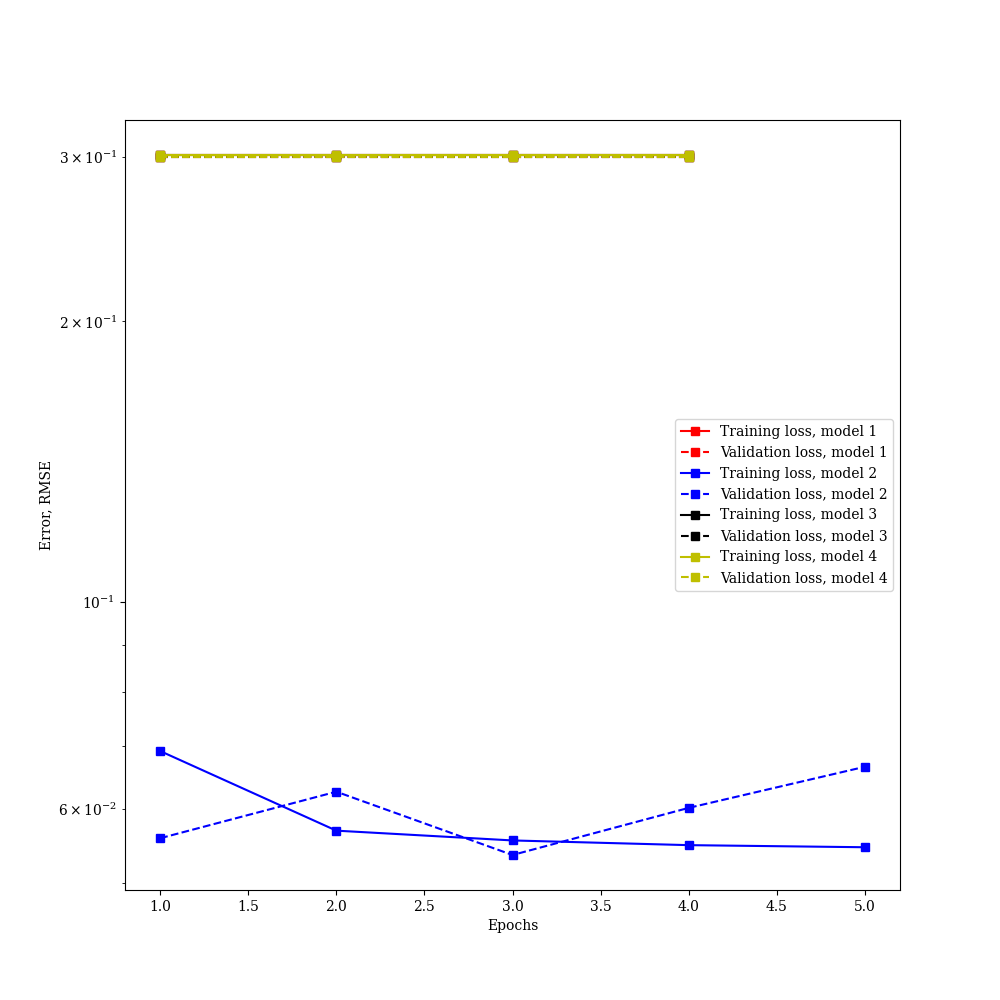 3 × 10⁻¹
2 × 10⁻¹
10⁻¹
6 × 10⁻²
Error, RMSE
Training loss, model 1
Validation loss, model 1
Training loss, model 2
Validation loss, model 2
Training loss, model 3
Validation loss, model 3
Training loss, model 4
Validation loss, model 4
1.0 1.5 2.0 2.5 3.0 3.5 4.0 4.5 5.0
Epochs